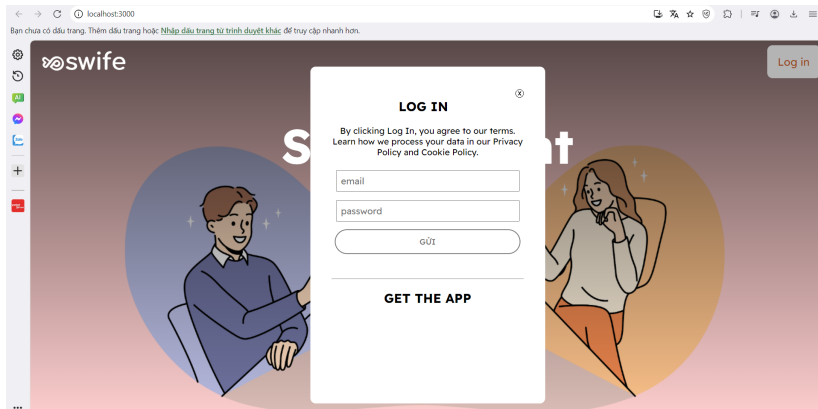 localhost:3000
Bạn chưa có dấu trang. Thêm dấu trang hoặc Nhập dấu trang từ trình duyệt khác để truy cập nhanh hơn.
swife
Log in
LOG IN
By clicking Log In, you agree to our terms.
Learn how we process your data in our Privacy
Policy and Cookie Policy.
email
password
GỬI
GET THE APP